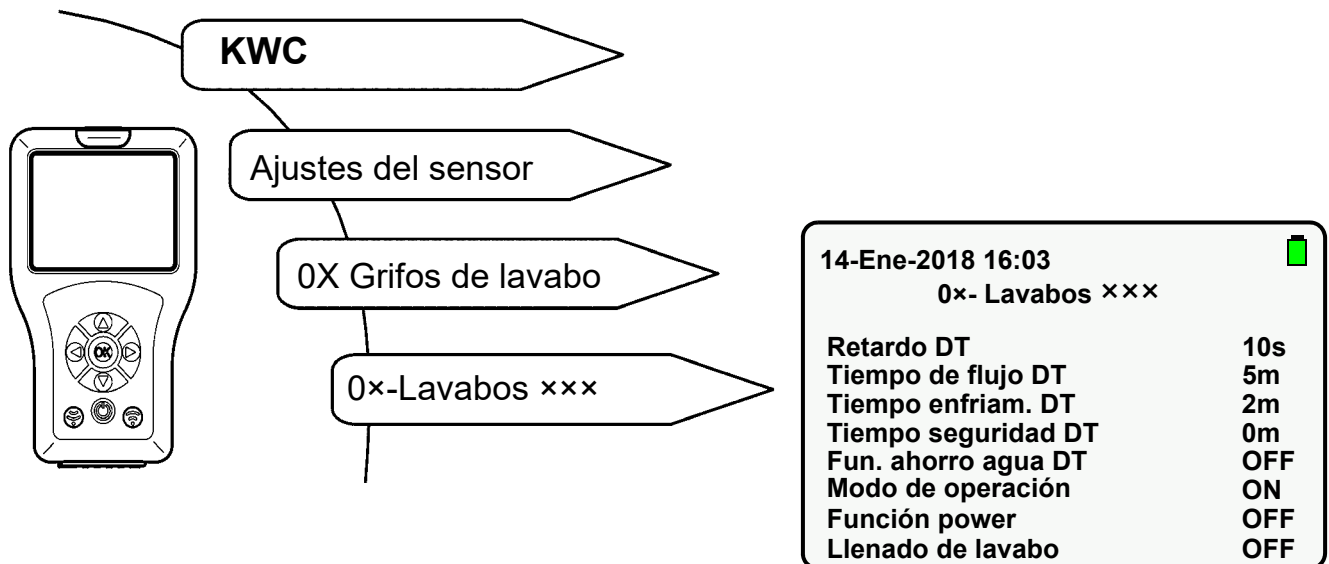 KWC
Ajustes del sensor
0X Grifos de lavabo
0×-Lavabos ×××
OK
14-Ene-2018 16:03
0×- Lavabos ×××
Retardo DT 10s
Tiempo de flujo DT 5m
Tiempo enfriam. DT 2m
Tiempo seguridad DT 0m
Fun. ahorro agua DT OFF
Modo de operación ON
Función power OFF
Llenado de lavabo OFF